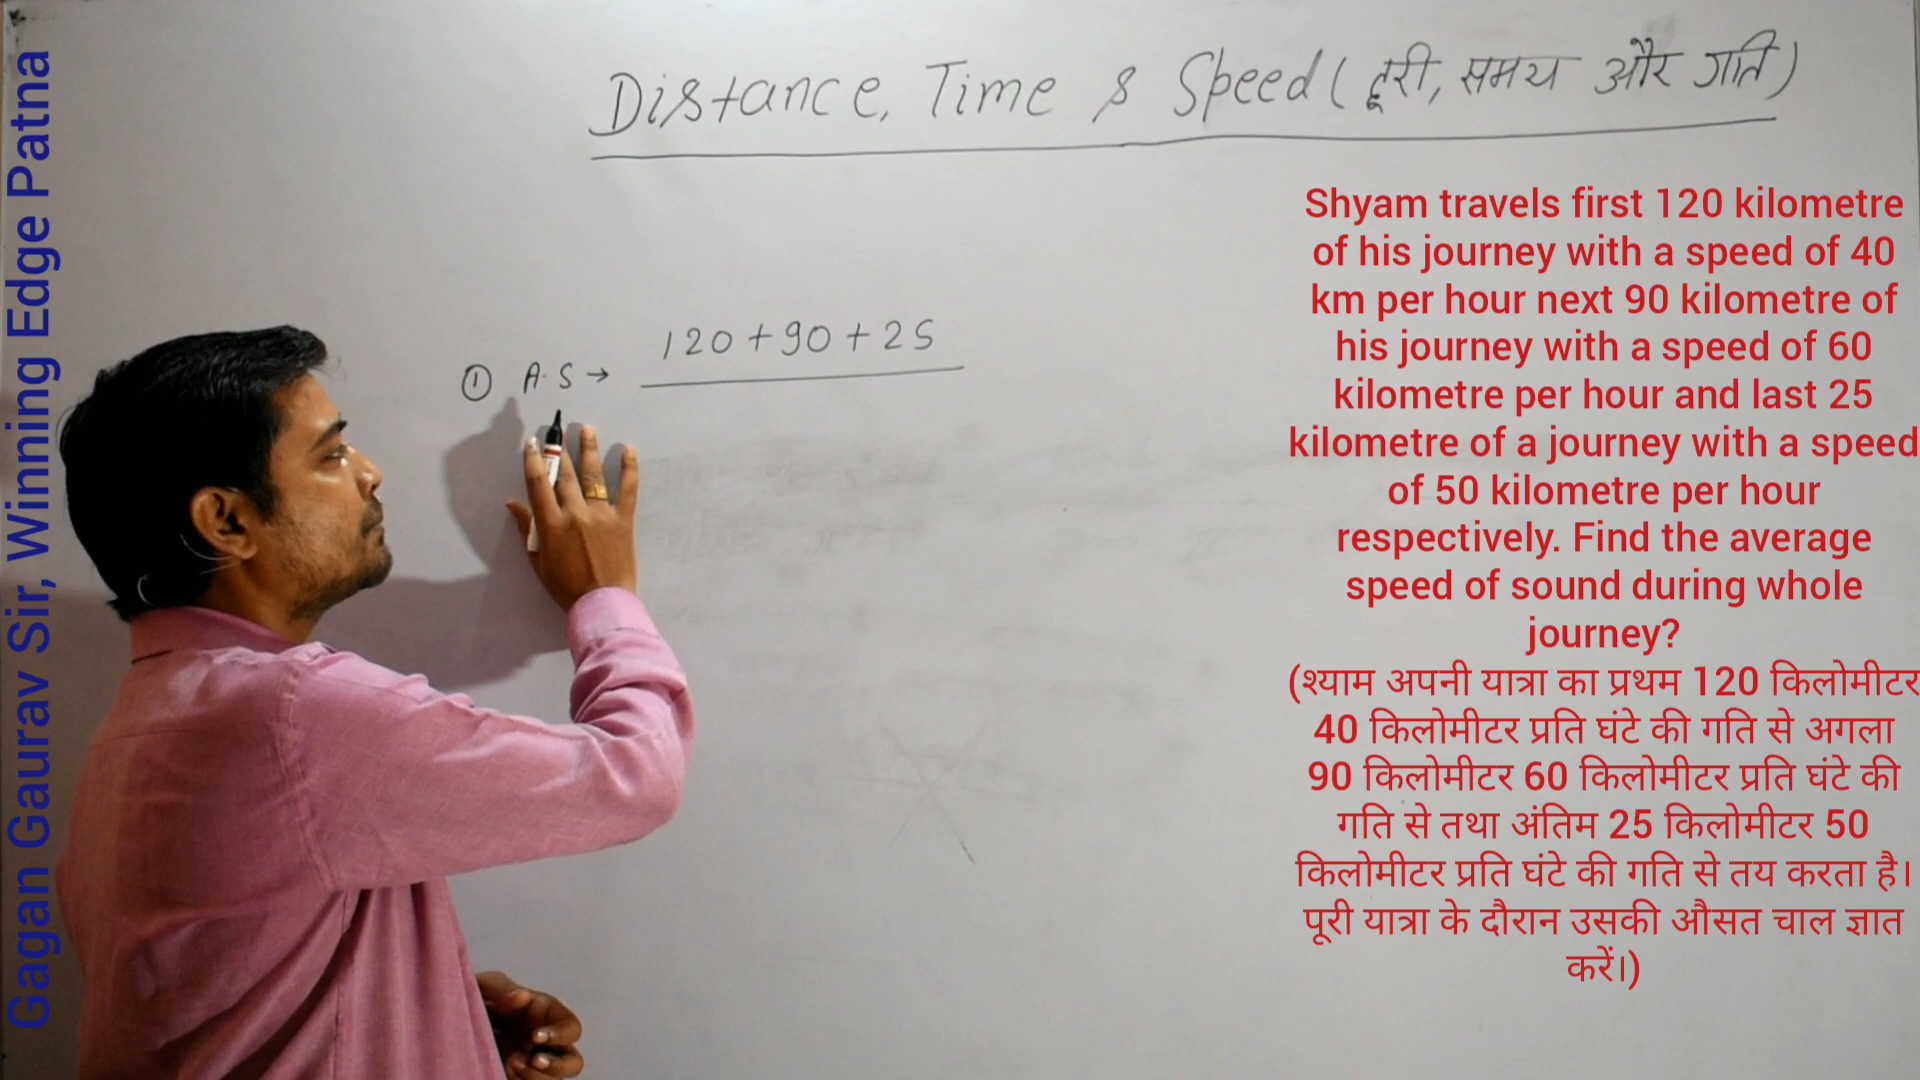 Gagan Gaurav Sir, Winning Edge Patna
Distance, Time & Speed (दूरी, समय और गति)
① A.S → 120 + 90 + 25
Shyam travels first 120 kilometre
of his journey with a speed of 40
km per hour next 90 kilometre of
his journey with a speed of 60
kilometre per hour and last 25
kilometre of a journey with a speed
of 50 kilometre per hour
respectively. Find the average
speed of sound during whole
journey?
(श्याम अपनी यात्रा का प्रथम 120 किलोमीटर
40 किलोमीटर प्रति घंटे की गति से अगला
90 किलोमीटर 60 किलोमीटर प्रति घंटे की
गति से तथा अंतिम 25 किलोमीटर 50
किलोमीटर प्रति घंटे की गति से तय करता है।
पूरी यात्रा के दौरान उसकी औसत चाल ज्ञात
करें।)